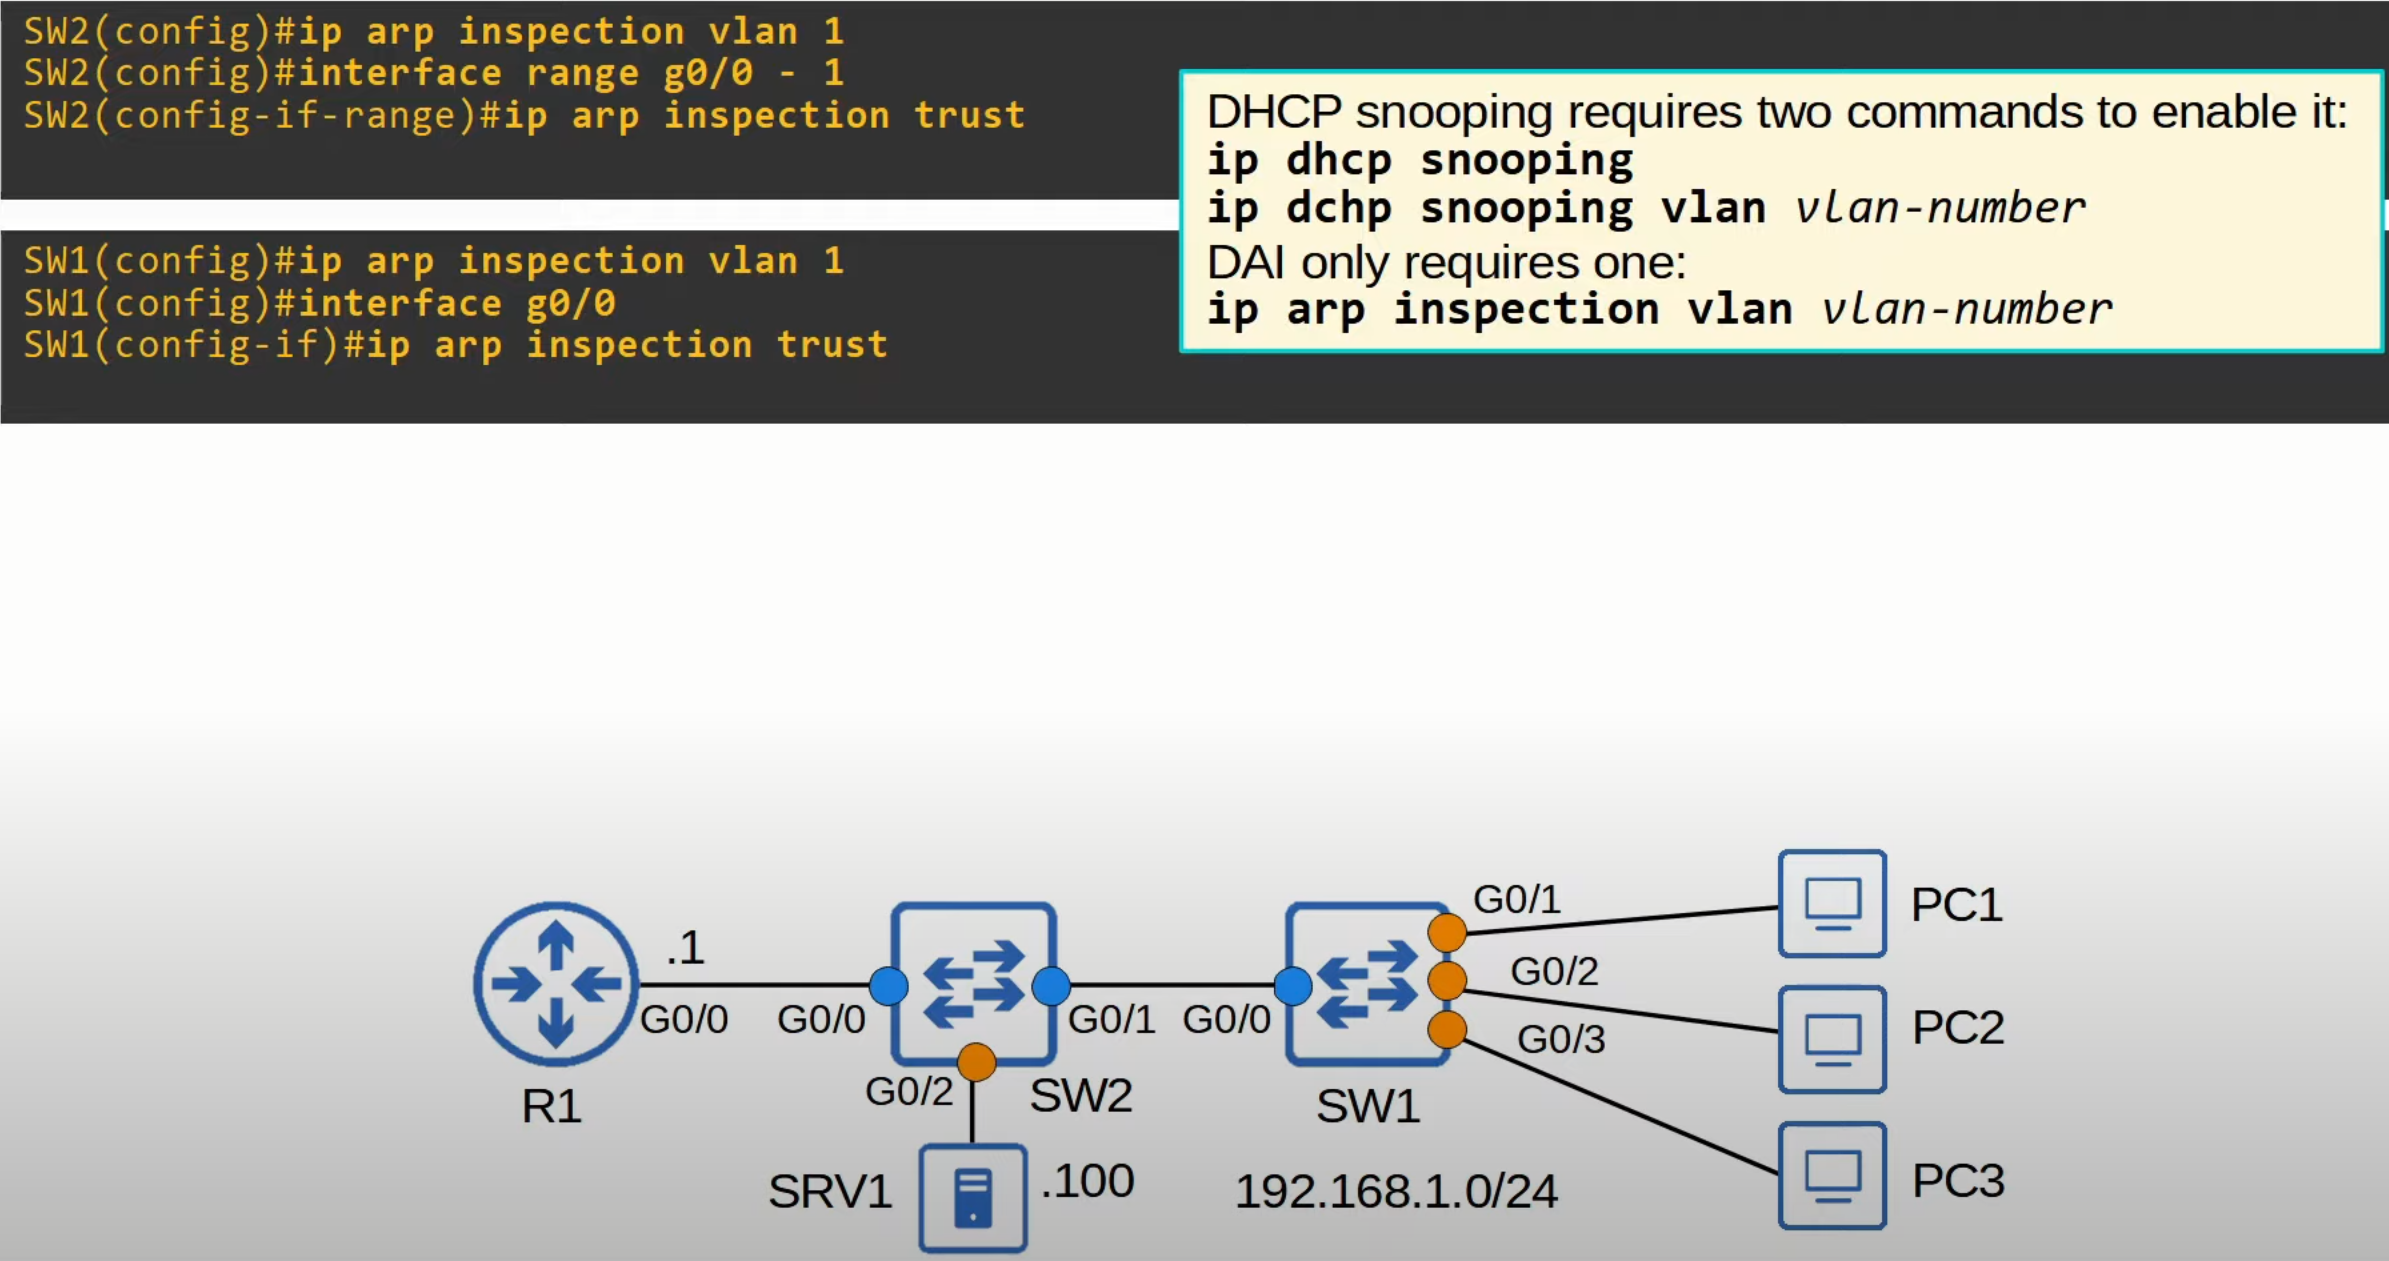 SW2(config)#ip arp inspection vlan 1
SW2(config)#interface range g0/0 - 1
SW2(config-if-range)#ip arp inspection trust
DHCP snooping requires two commands to enable it:
ip dhcp snooping
ip dchp snooping vlan vlan-number
DAI only requires one:
ip arp inspection vlan vlan-number
SW1(config)#ip arp inspection vlan 1
SW1(config)#interface g0/0
SW1(config-if)#ip arp inspection trust
G0/1
PC1
.1
G0/2
G0/0
G0/0
G0/1
G0/0
G0/3
PC2
R1
G0/2
SW2
SW1
SRV1
.100
192.168.1.0/24
PC3